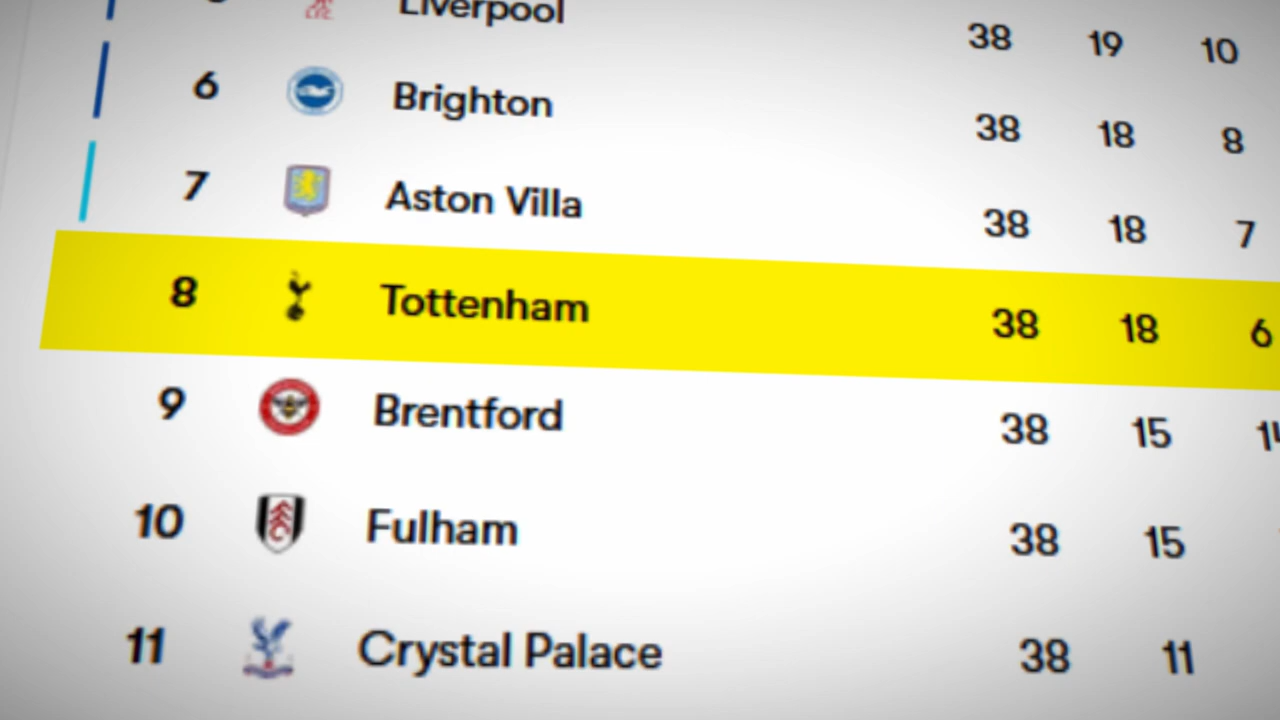 Liverpool 38 19 10
6 Brighton 38 18 8
7 Aston Villa 38 18 7
8 Tottenham 38 18 6
9 Brentford 38 15 14
10 Fulham 38 15
11 Crystal Palace 38 11